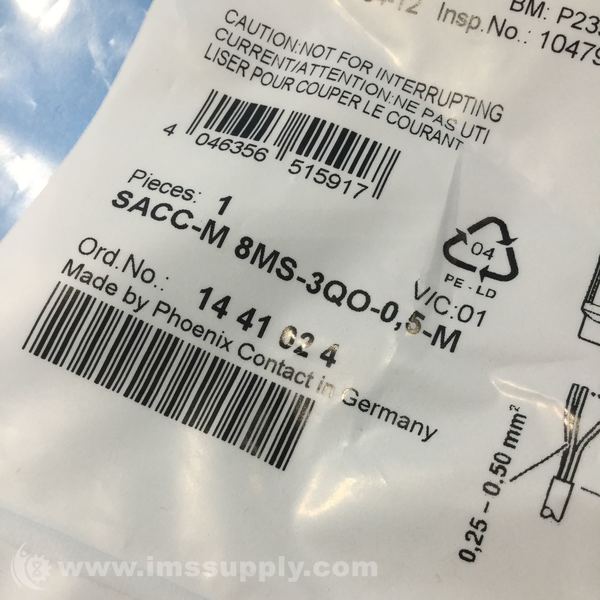 Insp.No.: 10479
BM: P233
CAUTION:NOT FOR INTERRUPTING
CURRENT/ATTENTION:NE PAS UTI
LISER POUR COUPER LE COURANT
4 046356 515917
Pieces: 1
SACC-M 8MS-3QO-0,5-M
V/C:01
04
PE-LD
Ord.No.: 14 41 02 4
Made by Phoenix Contact in Germany
0,25 – 0,50 mm²
www.imssupply.com